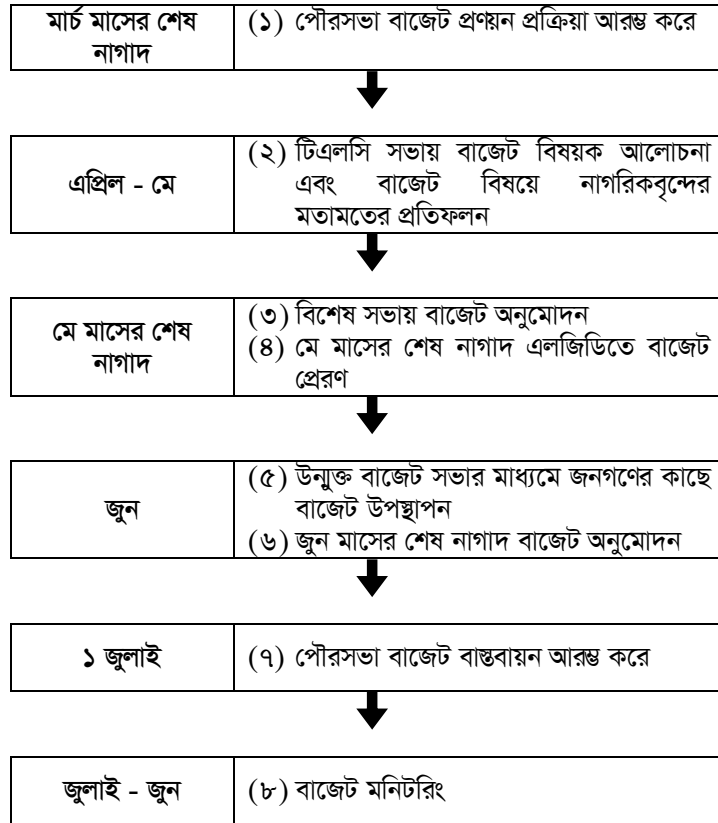 মার্চ মাসের শেষ
নাগাদ
(১) পৌরসভা বাজেট প্রণয়ন প্রক্রিয়া আরম্ভ করে
এপ্রিল - মে
(২) টিএলসি সভায় বাজেট বিষয়ক আলোচনা
এবং বাজেট বিষয়ে নাগরিকবৃন্দের
মতামতের প্রতিফলন
মে মাসের শেষ
নাগাদ
(৩) বিশেষ সভায় বাজেট অনুমোদন
(৪) মে মাসের শেষ নাগাদ এলজিডিতে বাজেট
প্রেরণ
জুন
(৫) উন্মুক্ত বাজেট সভার মাধ্যমে জনগণের কাছে
বাজেট উপস্থাপন
(৬) জুন মাসের শেষ নাগাদ বাজেট অনুমোদন
১ জুলাই
(৭) পৌরসভা বাজেট বাস্তবায়ন আরম্ভ করে
জুলাই - জুন
(৮) বাজেট মনিটরিং